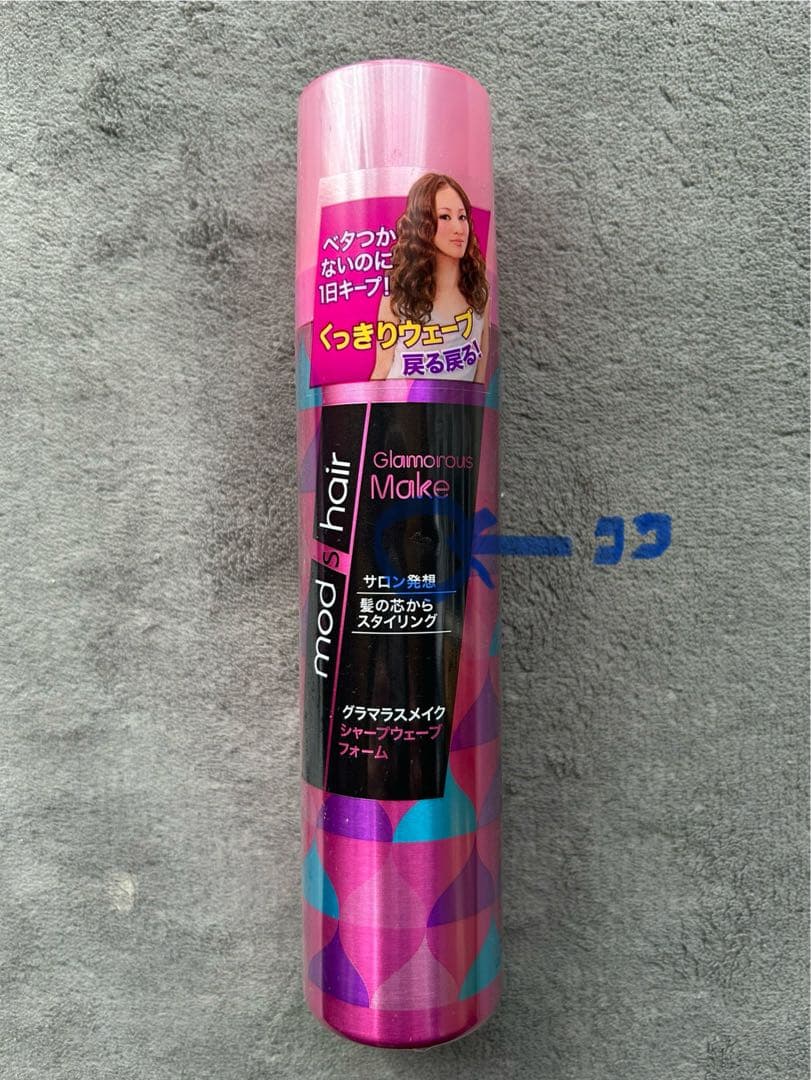 ベタつか
ないのに
1日キープ!
くっきりウェーブ
戻る戻る!
mod's hair
Glamorous
Make
ココ
サロン発想
髪の芯から
スタイリング
グラマラスメイク
シャープウェーブ
フォーム